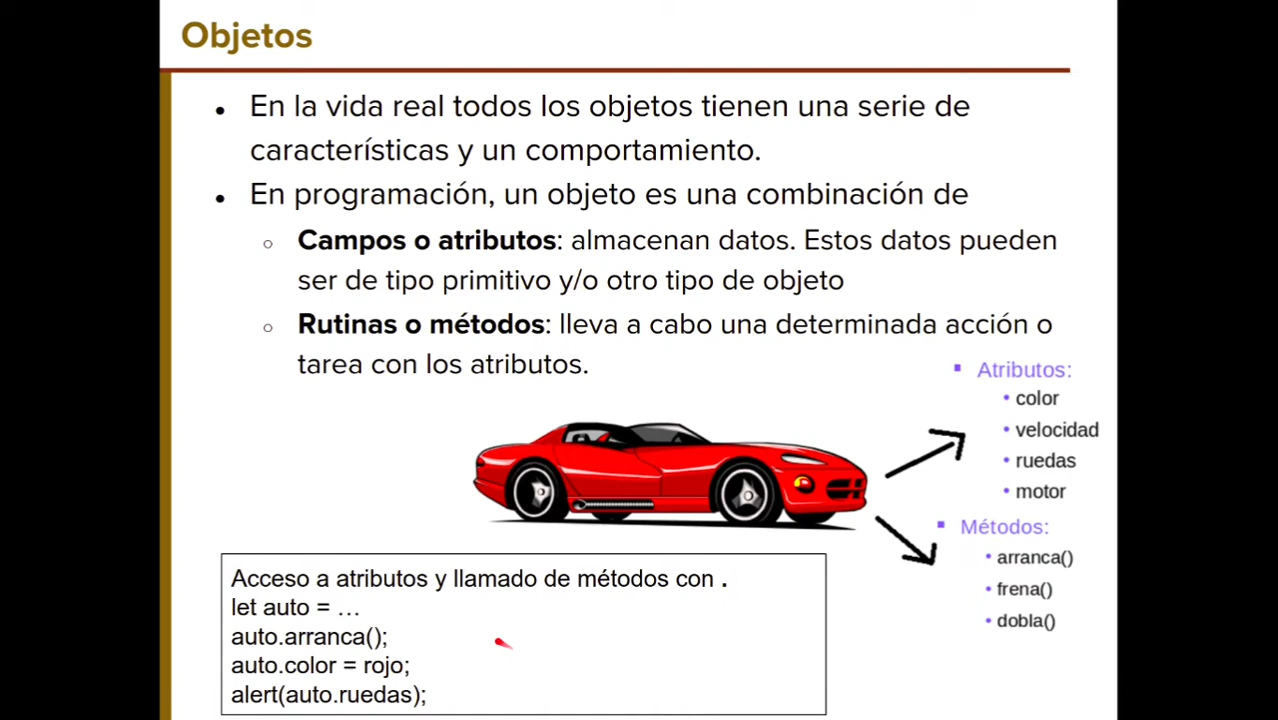 Objetos
• En la vida real todos los objetos tienen una serie de
características y un comportamiento.
• En programación, un objeto es una combinación de
○ Campos o atributos: almacenan datos. Estos datos pueden
ser de tipo primitivo y/o otro tipo de objeto
○ Rutinas o métodos: lleva a cabo una determinada acción o
tarea con los atributos.
▪ Atributos:
• color
• velocidad
• ruedas
• motor
▪ Métodos:
• arranca()
• frena()
• dobla()
Acceso a atributos y llamado de métodos con .
let auto = …
auto.arranca();
auto.color = rojo;
alert(auto.ruedas);